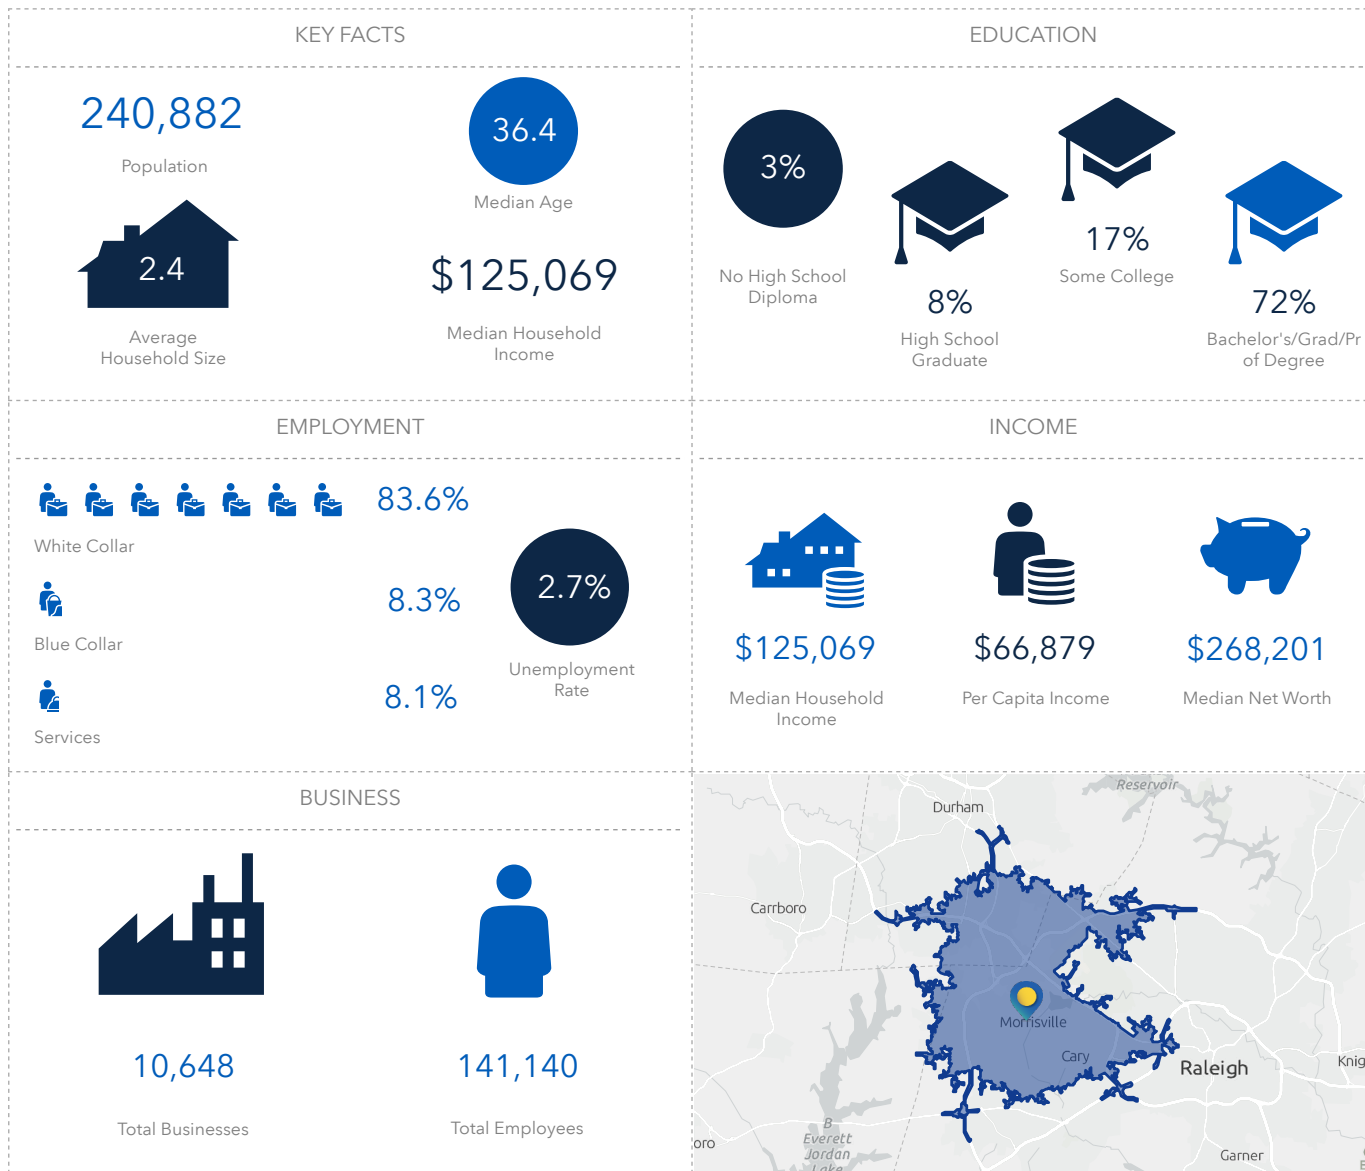 KEY FACTS
240,882
Population
36.4
Median Age
2.4
Average
Household Size
$125,069
Median Household
Income
EDUCATION
3%
No High School
Diploma
8%
High School
Graduate
17%
Some College
72%
Bachelor's/Grad/Pr
of Degree
EMPLOYMENT
83.6%
White Collar
8.3%
Blue Collar
8.1%
Services
2.7%
Unemployment
Rate
INCOME
$125,069
Median Household
Income
$66,879
Per Capita Income
$268,201
Median Net Worth
BUSINESS
10,648
Total Businesses
141,140
Total Employees
Reservoir
Durham
Carrboro
Morrisville
Cary
Raleigh
Knig
B
Everett
Jordan
Lake
oro
Garner